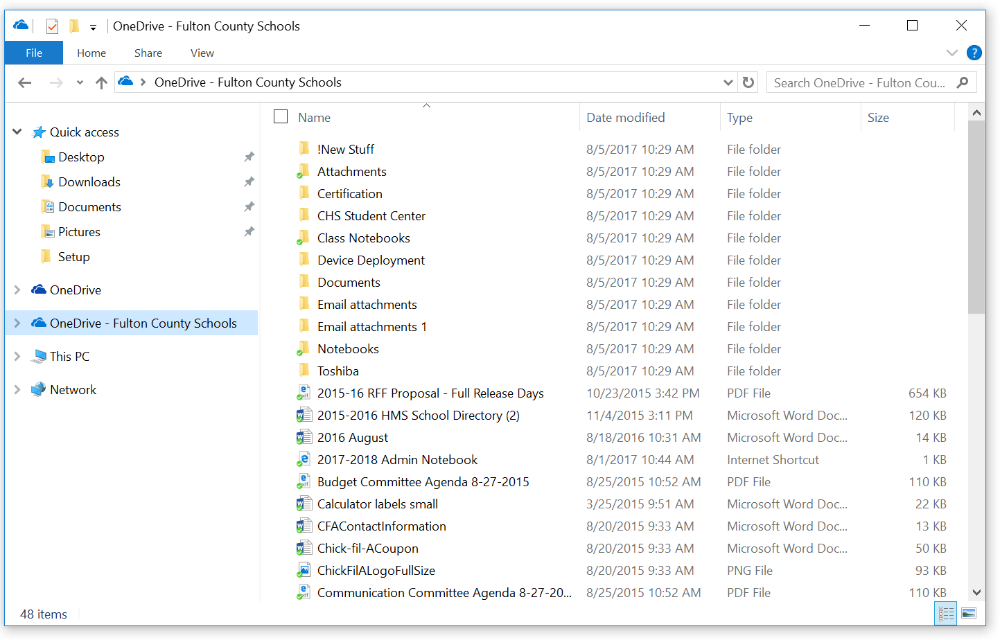 OneDrive - Fulton County Schools
File Home Share View ?
OneDrive - Fulton County Schools Search OneDrive - Fulton Cou...
Name Date modified Type Size
Quick access
Desktop
Downloads
Documents
Pictures
Setup
OneDrive
OneDrive - Fulton County Schools
This PC
Network
!New Stuff 8/5/2017 10:29 AM File folder
Attachments 8/5/2017 10:29 AM File folder
Certification 8/5/2017 10:29 AM File folder
CHS Student Center 8/5/2017 10:29 AM File folder
Class Notebooks 8/5/2017 10:29 AM File folder
Device Deployment 8/5/2017 10:29 AM File folder
Documents 8/5/2017 10:29 AM File folder
Email attachments 8/5/2017 10:29 AM File folder
Email attachments 1 8/5/2017 10:29 AM File folder
Notebooks 8/5/2017 10:29 AM File folder
Toshiba 8/5/2017 10:29 AM File folder
2015-16 RFF Proposal - Full Release Days 10/23/2015 3:42 PM PDF File 654 KB
2015-2016 HMS School Directory (2) 11/4/2015 3:11 PM Microsoft Word Doc... 120 KB
2016 August 8/18/2016 10:31 AM Microsoft Word Doc... 14 KB
2017-2018 Admin Notebook 8/1/2017 10:44 AM Internet Shortcut 1 KB
Budget Committee Agenda 8-27-2015 8/25/2015 10:52 AM PDF File 110 KB
Calculator labels small 3/25/2015 9:51 AM Microsoft Word Doc... 22 KB
CFAContactInformation 8/20/2015 9:33 AM Microsoft Word Doc... 13 KB
Chick-fil-ACoupon 8/20/2015 9:33 AM Microsoft Word Doc... 50 KB
ChickFilALogoFullSize 8/20/2015 9:33 AM PNG File 93 KB
Communication Committee Agenda 8-27-20... 8/25/2015 10:52 AM PDF File 110 KB
48 items